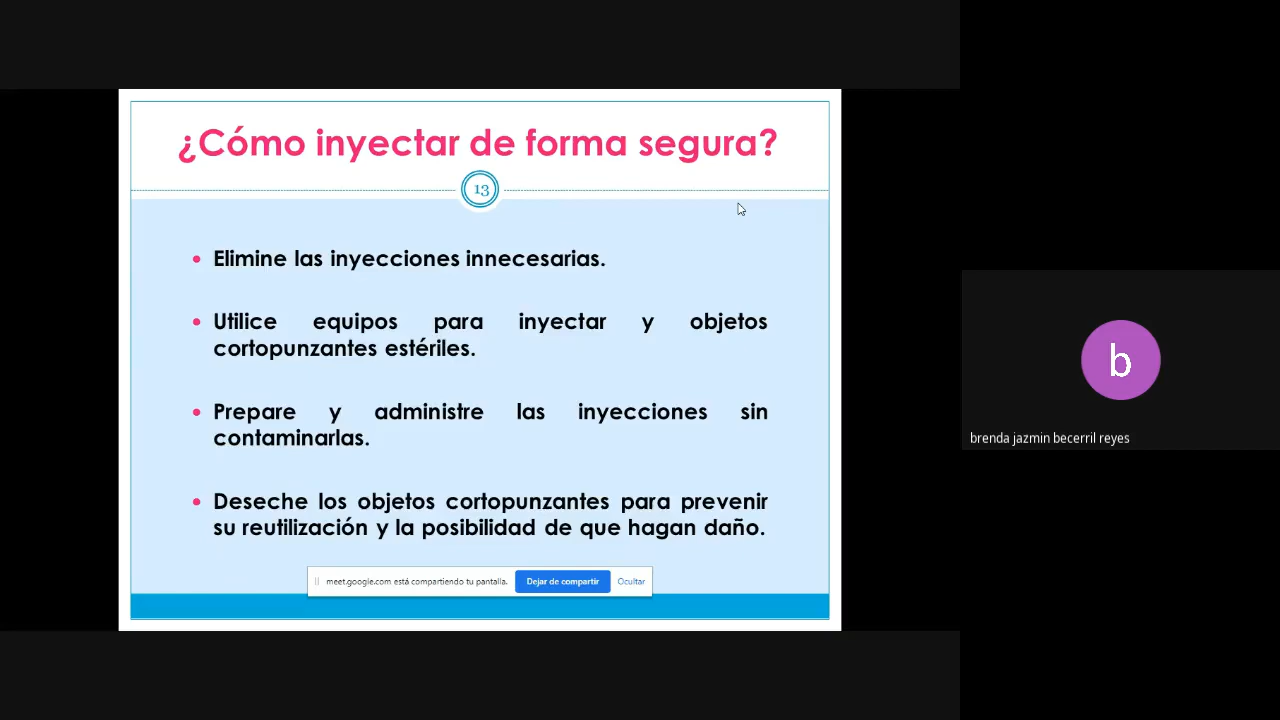 ¿Cómo inyectar de forma segura?
13
• Elimine las inyecciones innecesarias.
• Utilice equipos para inyectar y objetos
cortopunzantes estériles.
• Prepare y administre las inyecciones sin
contaminarlas.
• Deseche los objetos cortopunzantes para prevenir
su reutilización y la posibilidad de que hagan daño.
meet.google.com está compartiendo tu pantalla. Dejar de compartir Ocultar
b
brenda jazmin becerril reyes